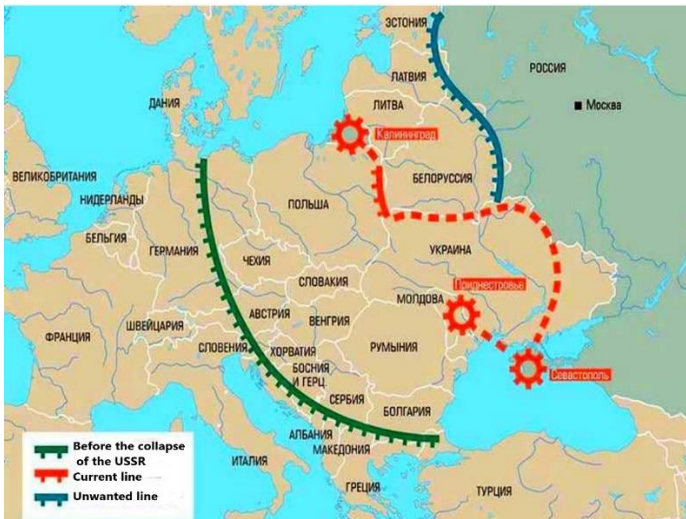 ЭСТОНИЯ
РОССИЯ
ЛАТВИЯ
Москва
ДАНИЯ
ЛИТВА
Калининград
ВЕЛИКОБРИТАНИЯ
БЕЛОРУССИЯ
НИДЕРЛАНДЫ
ПОЛЬША
БЕЛЬГИЯ
ГЕРМАНИЯ
УКРАИНА
ЧЕХИЯ
СЛОВАКИЯ
Приднестровье
МОЛДОВА
АВСТРИЯ
ВЕНГРИЯ
ШВЕЙЦАРИЯ
ФРАНЦИЯ
СЛОВЕНИЯ
ХОРВАТИЯ
РУМЫНИЯ
БОСНИЯ
И ГЕРЦ.
Севастополь
СЕРБИЯ
БОЛГАРИЯ
АЛБАНИЯ
МАКЕДОНИЯ
ИТАЛИЯ
ГРЕЦИЯ
ТУРЦИЯ
Before the collapse
of the USSR
Current line
Unwanted line